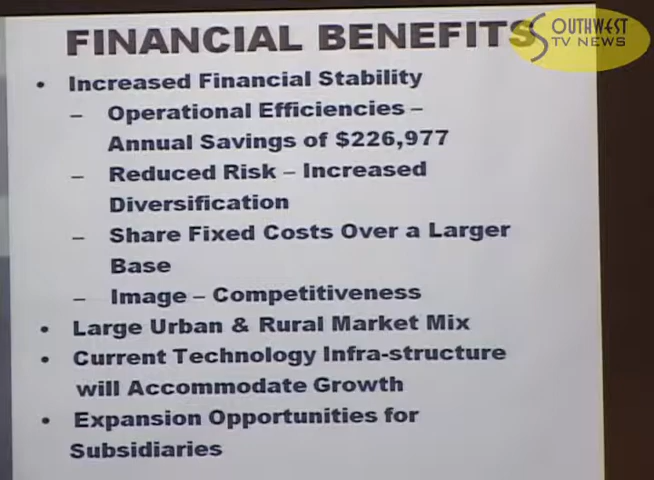 FINANCIAL BENEFITS
SOUTHWEST
TV NEWS
• Increased Financial Stability
– Operational Efficiencies –
Annual Savings of $226,977
– Reduced Risk – Increased
Diversification
– Share Fixed Costs Over a Larger
Base
– Image – Competitiveness
• Large Urban & Rural Market Mix
• Current Technology Infra-structure
will Accommodate Growth
• Expansion Opportunities for
Subsidiaries